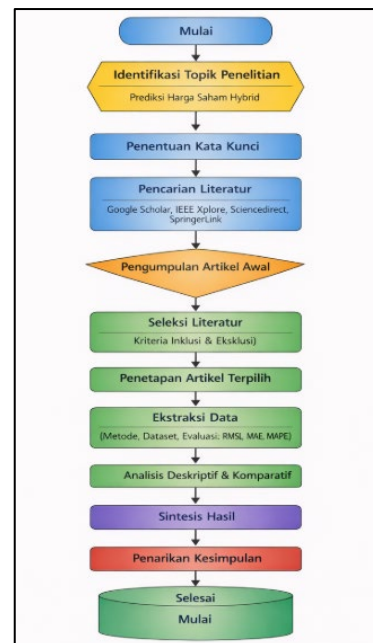 Mulai
Identifikasi Topik Penelitian
Prediksi Harga Saham Hybrid
Penentuan Kata Kunci
Pencarian Literatur
Google Scholar, IEEE Xplore, Sciencedirect,
SpringerLink
Pengumpulan Artikel Awal
Seleksi Literatur
Kriteria Inklusi & Eksklusi)
Penetapan Artikel Terpilih
Ekstraksi Data
(Metode, Dataset, Evaluasi: RMSL, MAE, MAPE)
Analisis Deskriptif & Komparatif
Sintesis Hasil
Penarikan Kesimpulan
Selesai
Mulai